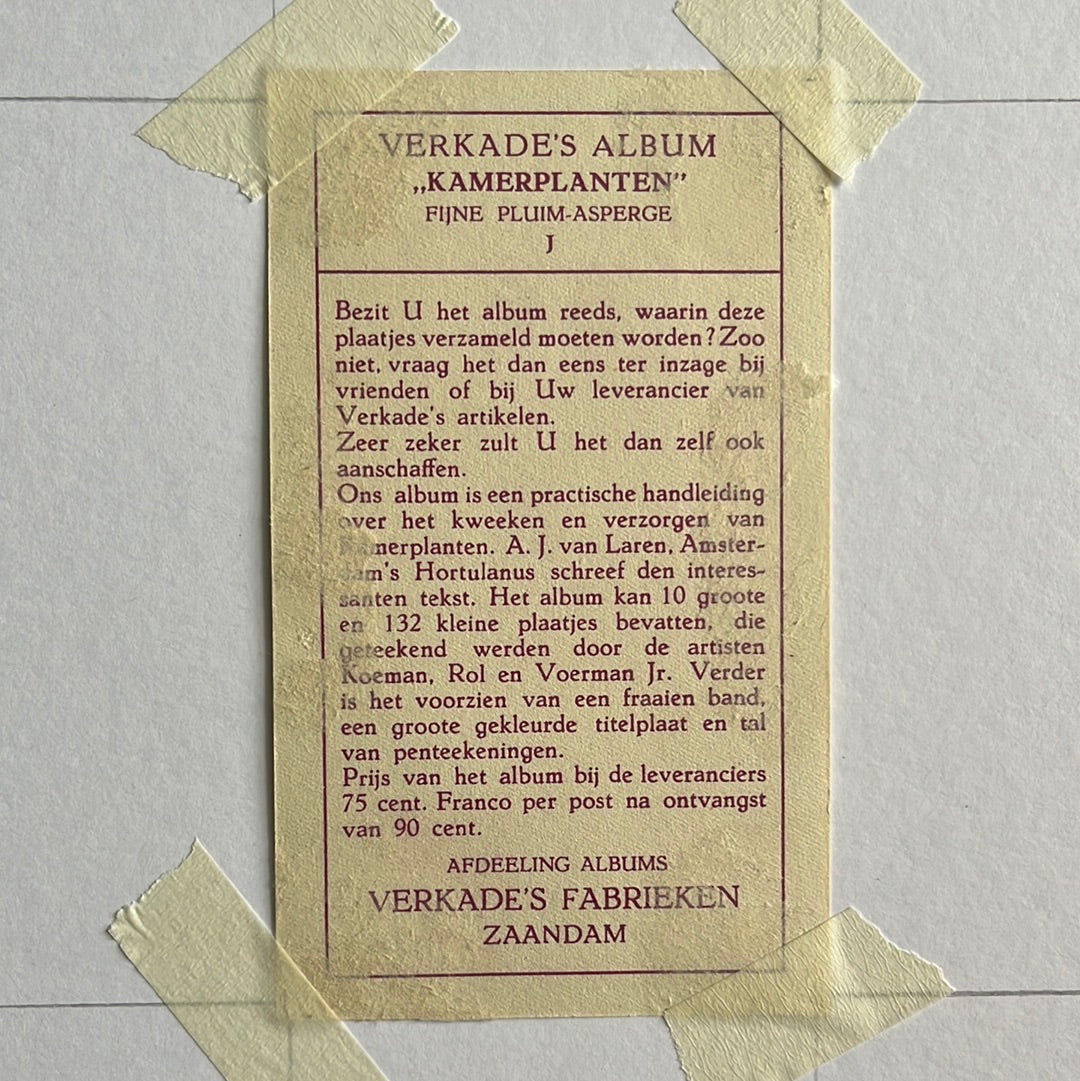 VERKADE'S ALBUM
„KAMERPLANTEN”
FIJNE PLUIM-ASPERGE
J
Bezit U het album reeds, waarin deze
plaatjes verzameld moeten worden? Zoo
niet, vraag het dan eens ter inzage bij
vrienden of bij Uw leverancier van
Verkade's artikelen.
Zeer zeker zult U het dan zelf ook
aanschaffen.
Ons album is een practische handleiding
over het kweeken en verzorgen van
Kamerplanten. A. J. van Laren, Amster-
dam's Hortulanus schreef den interes-
santen tekst. Het album kan 10 groote
en 132 kleine plaatjes bevatten, die
geteekend werden door de artisten
Koeman, Rol en Voerman Jr. Verder
is het voorzien van een fraaien band,
een groote gekleurde titelplaat en tal
van penteekeningen.
Prijs van het album bij de leveranciers
75 cent. Franco per post na ontvangst
van 90 cent.
AFDEELING ALBUMS
VERKADE'S FABRIEKEN
ZAANDAM